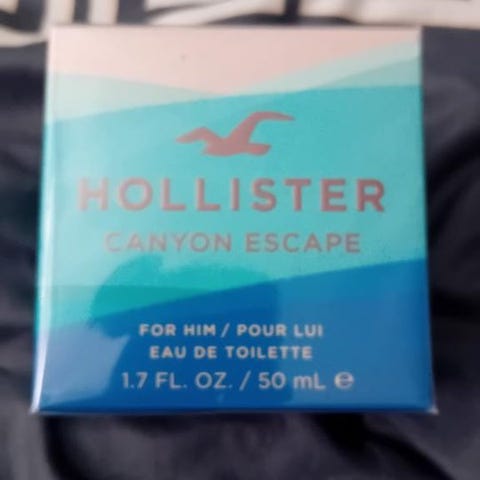 HOLLISTER
CANYON ESCAPE
FOR HIM / POUR LUI
EAU DE TOILETTE
1.7 FL. OZ. / 50 mL ℮